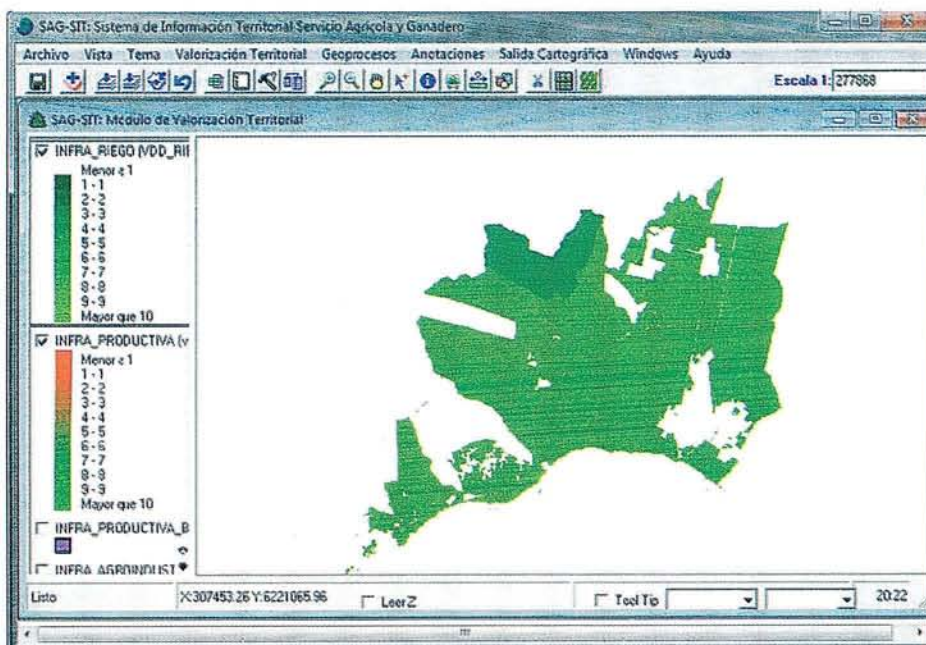 SAG-SIT: Sistema de Información Territorial Servicio Agrícola y Ganadero
Archivo Vista Tema Valorización Territorial Geoprocesos Anotaciones Salida Cartográfica Windows Ayuda
Escala 1: 277868
SAG-SIT: Módulo de Valorización Territorial
INFRA_RIEGO (VDD_RIE
Menor a 1
1 - 1
2 - 2
3 - 3
4 - 4
5 - 5
6 - 6
7 - 7
8 - 8
9 - 9
Mayor que 10
INFRA_PRODUCTIVA (v
Menor a 1
1 - 1
2 - 2
3 - 3
4 - 4
5 - 5
6 - 6
7 - 7
8 - 8
9 - 9
Mayor que 10
INFRA_PRODUCTIVA_B
INFRA_AGROINDUST
Listo X:307453.26 Y:6221065.96 Leer Z Tool Tip 20:22